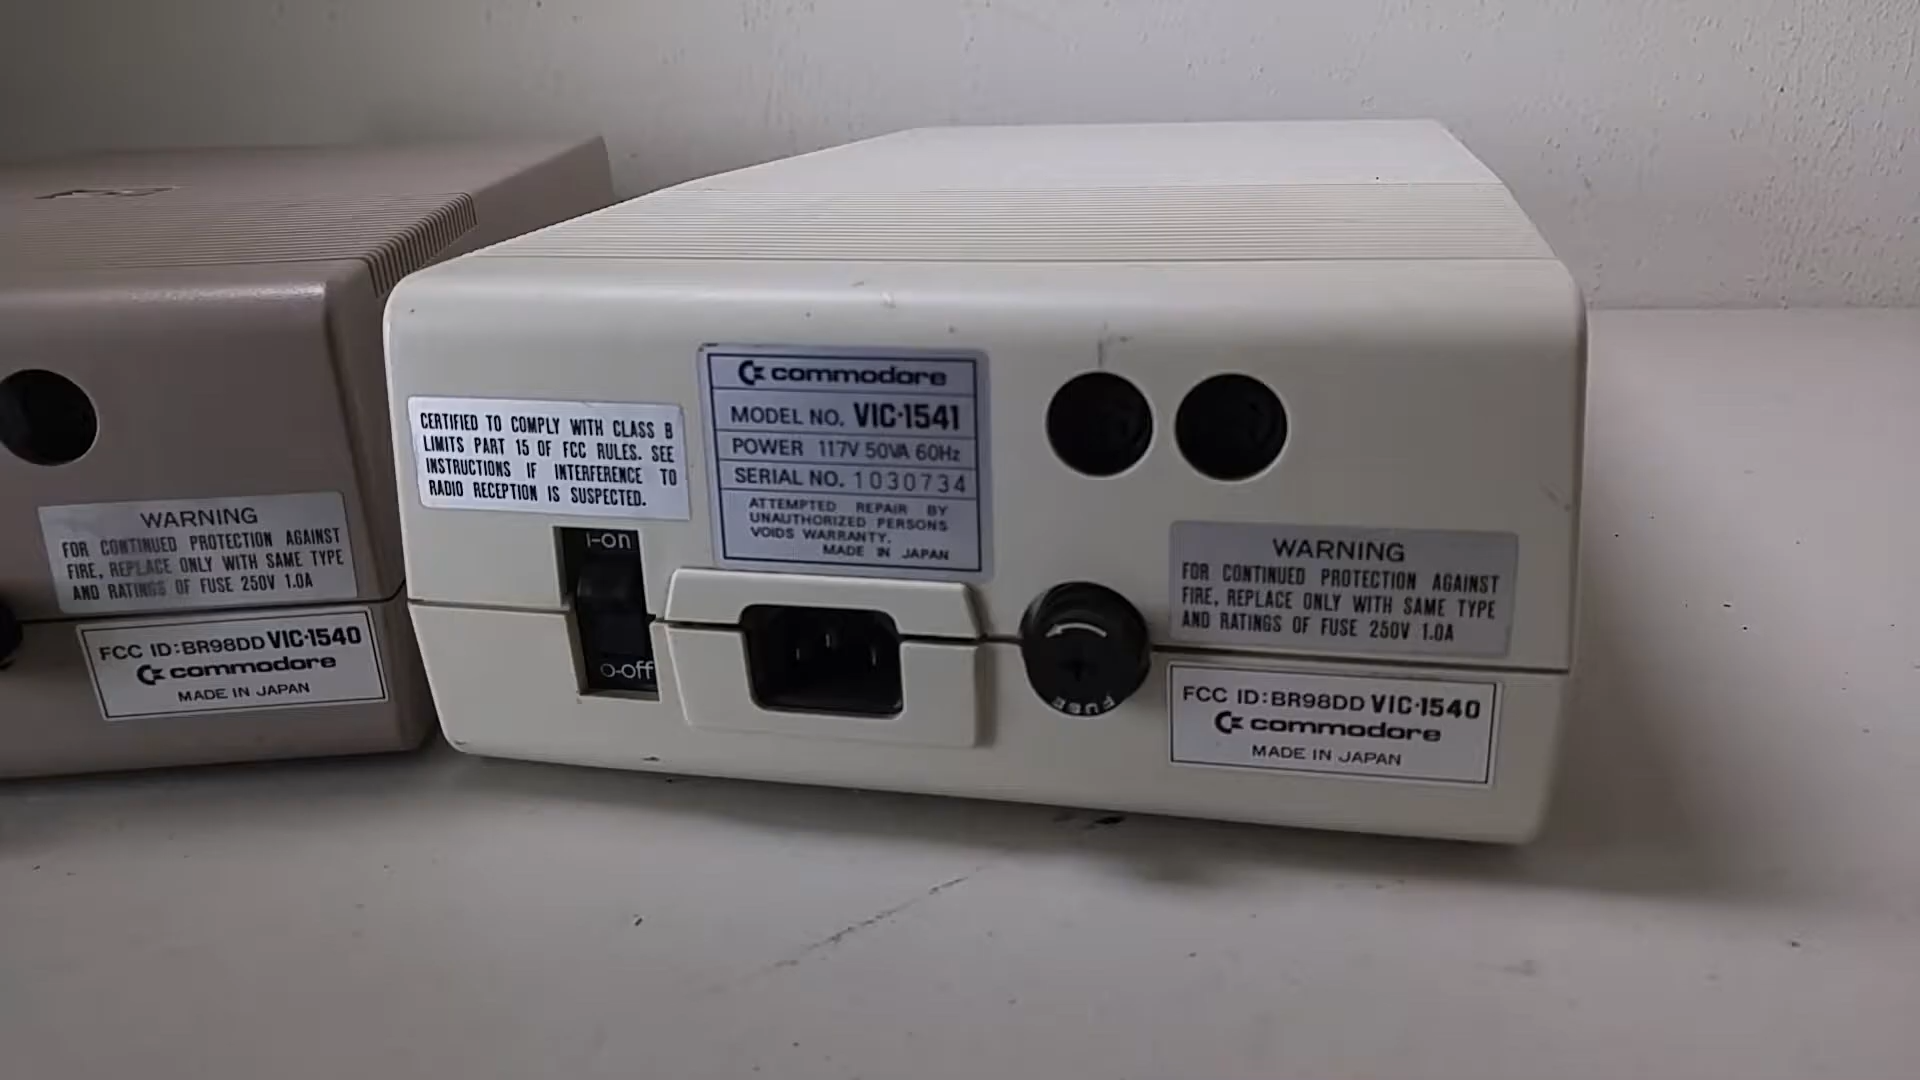 WARNING
FOR CONTINUED PROTECTION AGAINST
FIRE, REPLACE ONLY WITH SAME TYPE
AND RATINGS OF FUSE 250V 1.0A
FCC ID:BR98DD VIC-1540
commodore
MADE IN JAPAN
CERTIFIED TO COMPLY WITH CLASS B
LIMITS PART 15 OF FCC RULES. SEE
INSTRUCTIONS IF INTERFERENCE TO
RADIO RECEPTION IS SUSPECTED.
I-on
O-off
commodore
MODEL NO. VIC-1541
POWER 117V 50VA 60Hz
SERIAL NO. 1030734
ATTEMPTED REPAIR BY
UNAUTHORIZED PERSONS
VOIDS WARRANTY.
MADE IN JAPAN
FUSE
WARNING
FOR CONTINUED PROTECTION AGAINST
FIRE, REPLACE ONLY WITH SAME TYPE
AND RATINGS OF FUSE 250V 1.0A
FCC ID:BR98DD VIC-1540
commodore
MADE IN JAPAN